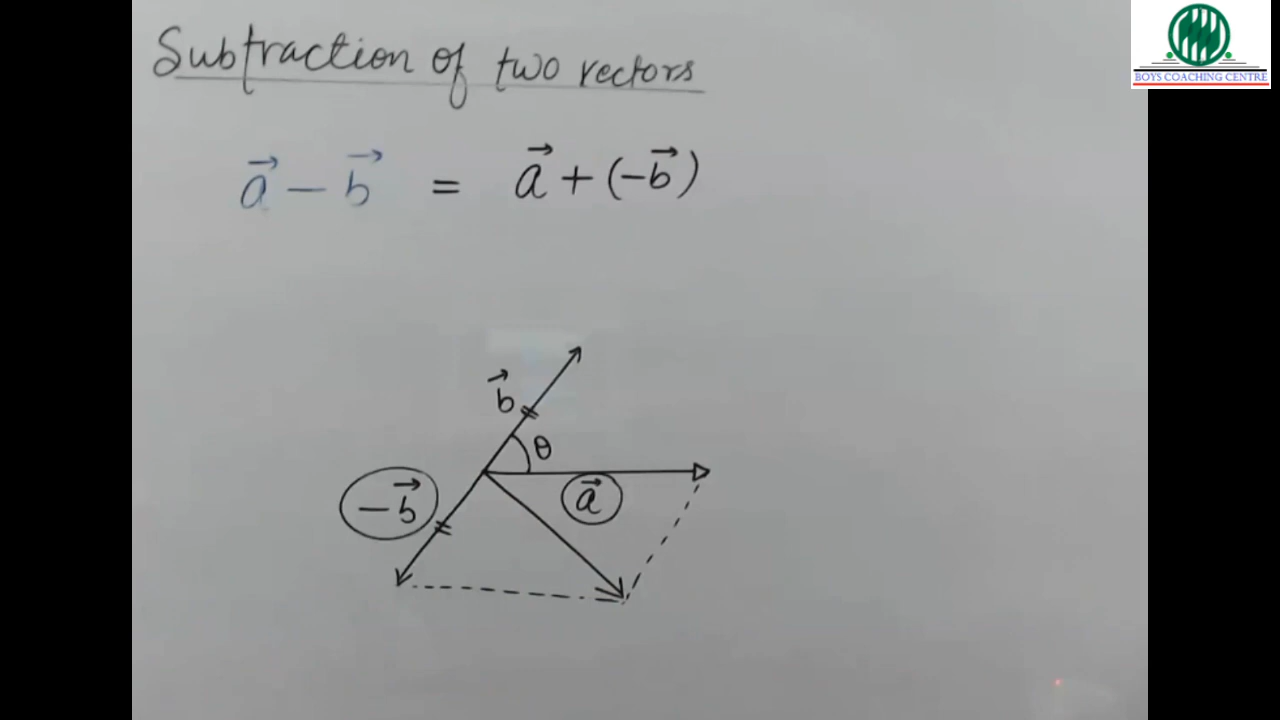 Subtraction of two vectors
BOYS COACHING CENTRE
a⃗ − b⃗ = a⃗ + (−b⃗)
b⃗
θ
−b⃗
a⃗